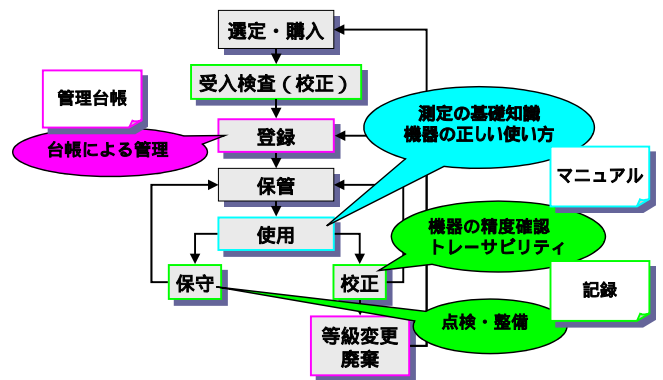 選定・購入
受入検査（校正）
管理台帳
測定の基礎知識
機器の正しい使い方
登録
台帳による管理
マニュアル
保管
機器の精度確認
トレーサビリティ
使用
保守
校正
記録
点検・整備
等級変更
廃棄